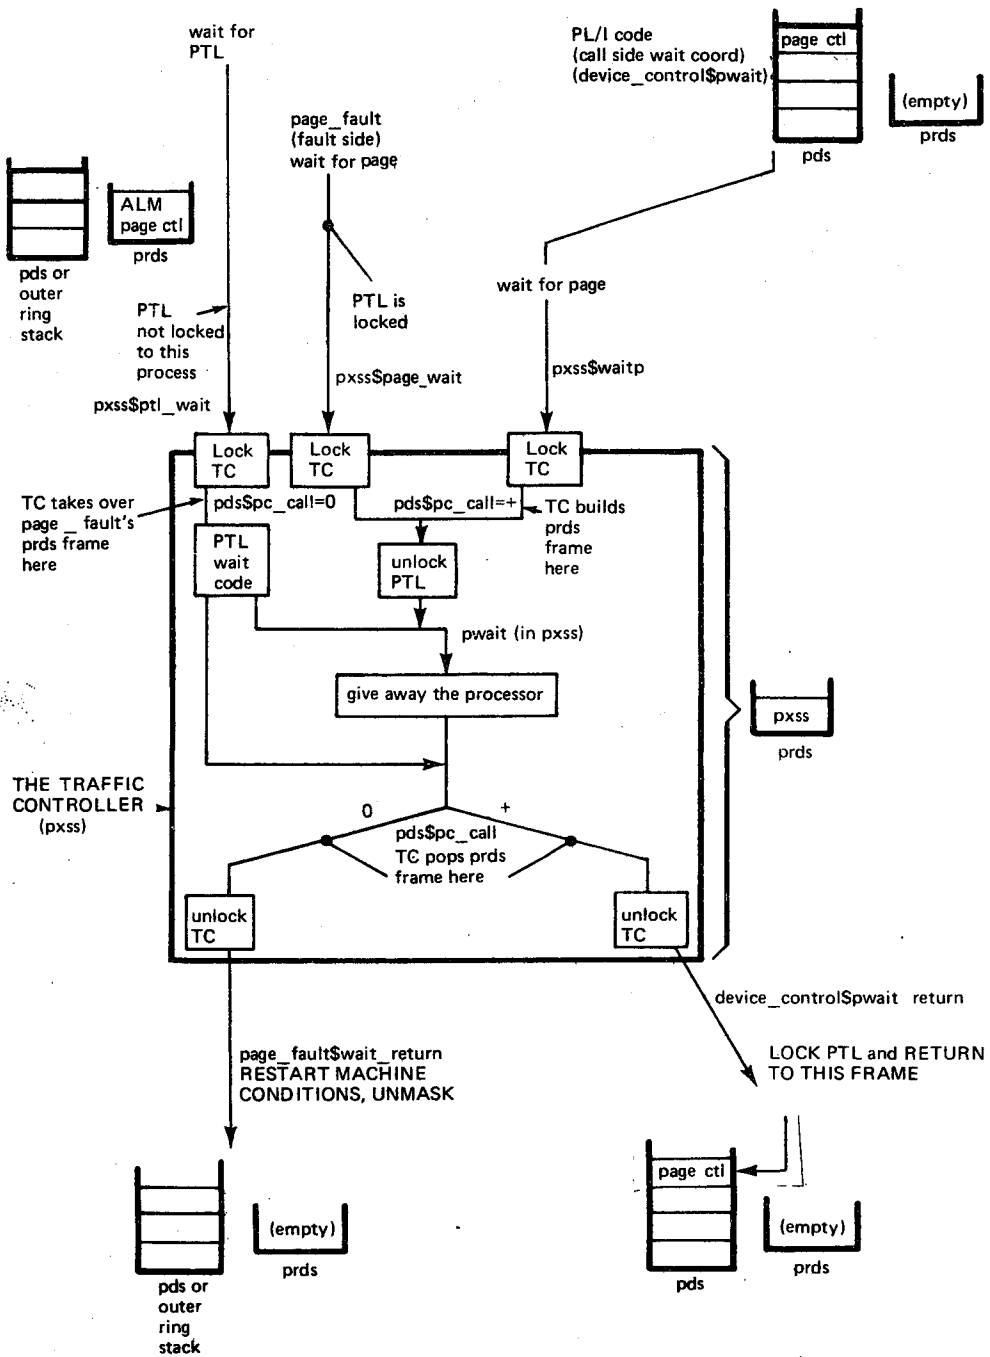 wait for
PTL
PL/I code
(call side wait coord)
(device_control$pwait)
page ctl
pds
(empty)
prds
page_fault
(fault side)
wait for page
pds or
outer
ring
stack
ALM
page ctl
prds
PTL
not locked
to this
process
PTL is
locked
wait for page
pxss$ptl_wait
pxss$page_wait
pxss$waitp
Lock
TC
Lock
TC
Lock
TC
TC takes over
page _ fault's
prds frame
here
pds$pc_call=0
pds$pc_call=+
TC builds
prds
frame
here
PTL
wait
code
unlock
PTL
pwait (in pxss)
give away the processor
pxss
prds
THE TRAFFIC
CONTROLLER
(pxss)
0
+
pds$pc_call
TC pops prds
frame here
unlock
TC
unlock
TC
device_control$pwait return
page_fault$wait_return
RESTART MACHINE
CONDITIONS, UNMASK
LOCK PTL and RETURN
TO THIS FRAME
pds or
outer
ring
stack
(empty)
prds
page ctl
pds
(empty)
prds